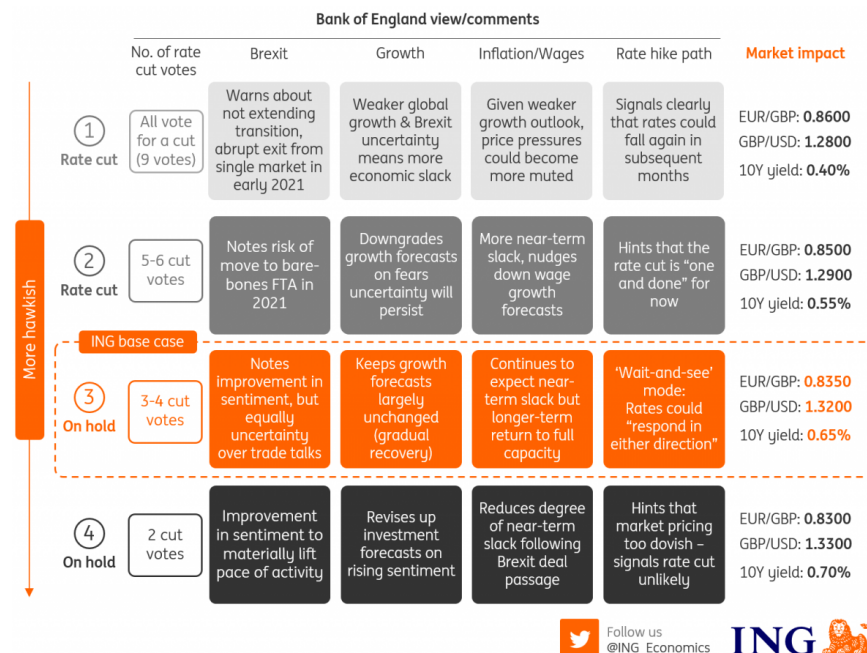 Bank of England view/comments
No. of rate
cut votes
Brexit
Growth
Inflation/Wages
Rate hike path
Market impact
More hawkish
1
Rate cut
All vote
for a cut
(9 votes)
Warns about
not extending
transition,
abrupt exit from
single market in
early 2021
Weaker global
growth & Brexit
uncertainty
means more
economic slack
Given weaker
growth outlook,
price pressures
could become
more muted
Signals clearly
that rates could
fall again in
subsequent
months
EUR/GBP: 0.8600
GBP/USD: 1.2800
10Y yield: 0.40%
2
Rate cut
5-6 cut
votes
Notes risk of
move to bare-
bones FTA in
2021
Downgrades
growth forecasts
on fears
uncertainty will
persist
More near-term
slack, nudges
down wage
growth
forecasts
Hints that the
rate cut is “one
and done” for
now
EUR/GBP: 0.8500
GBP/USD: 1.2900
10Y yield: 0.55%
ING base case
3
On hold
3-4 cut
votes
Notes
improvement in
sentiment, but
equally
uncertainty
over trade talks
Keeps growth
forecasts
largely
unchanged
(gradual
recovery)
Continues to
expect near-
term slack but
longer-term
return to full
capacity
‘Wait-and-see’
mode:
Rates could
“respond in
either direction”
EUR/GBP: 0.8350
GBP/USD: 1.3200
10Y yield: 0.65%
4
On hold
2 cut
votes
Improvement
in sentiment to
materially lift
pace of activity
Revises up
investment
forecasts on
rising sentiment
Reduces degree
of near-term
slack following
Brexit deal
passage
Hints that
market pricing
too dovish –
signals rate cut
unlikely
EUR/GBP: 0.8300
GBP/USD: 1.3300
10Y yield: 0.70%
Follow us
@ING_Economics
ING